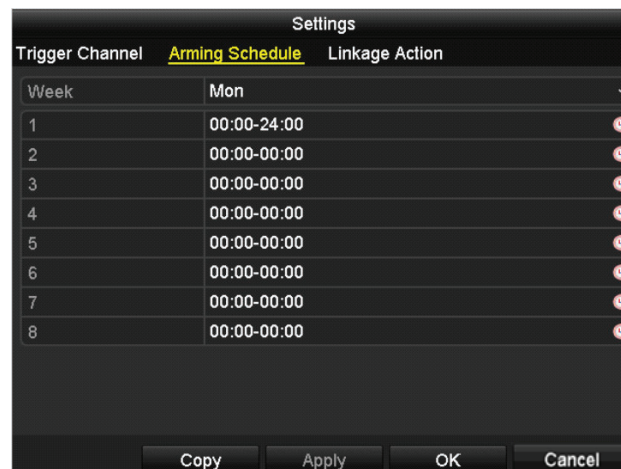 Settings
Trigger Channel Arming Schedule Linkage Action
Week Mon
1 00:00-24:00
2 00:00-00:00
3 00:00-00:00
4 00:00-00:00
5 00:00-00:00
6 00:00-00:00
7 00:00-00:00
8 00:00-00:00
Copy Apply OK Cancel